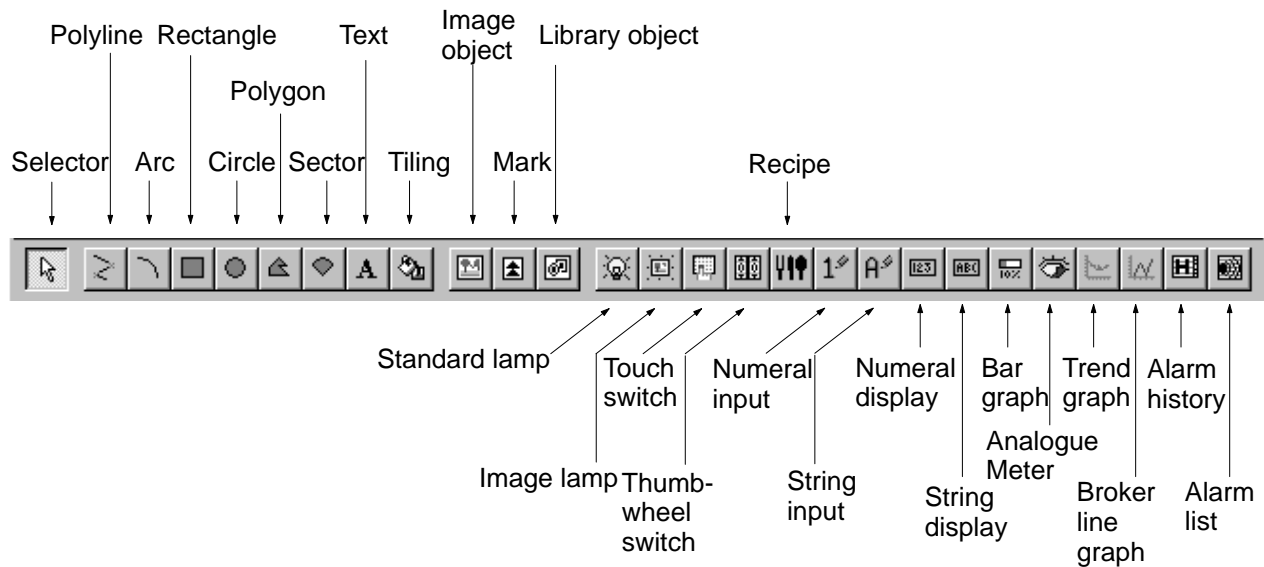 Polyline Rectangle Text Image object Library object
Polygon
Selector Arc Circle Sector Tiling Mark Recipe
A 1 A 123 ABC 10% H
Standard lamp Touch switch Numeral input Numeral display Bar graph Trend graph Alarm history
Analogue Meter
Image lamp Thumb-wheel switch String input String display Broker line graph Alarm list